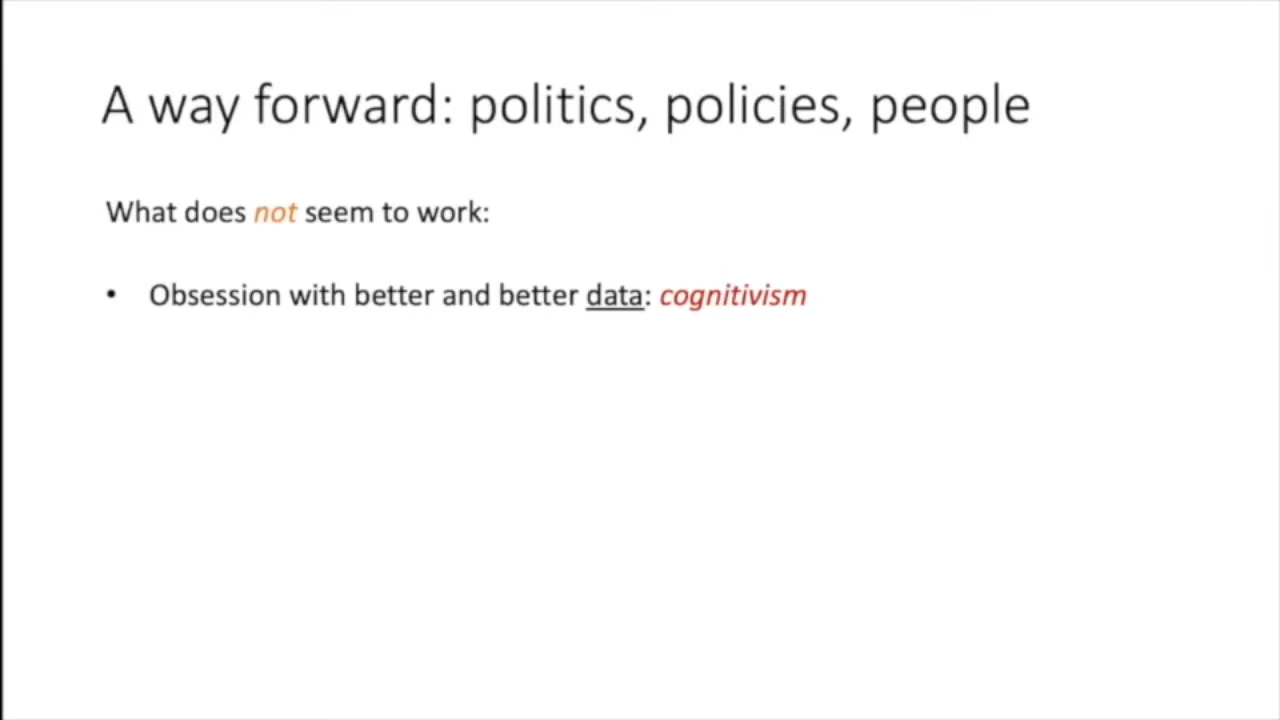 A way forward: politics, policies, people
What does not seem to work:
• Obsession with better and better data: cognitivism